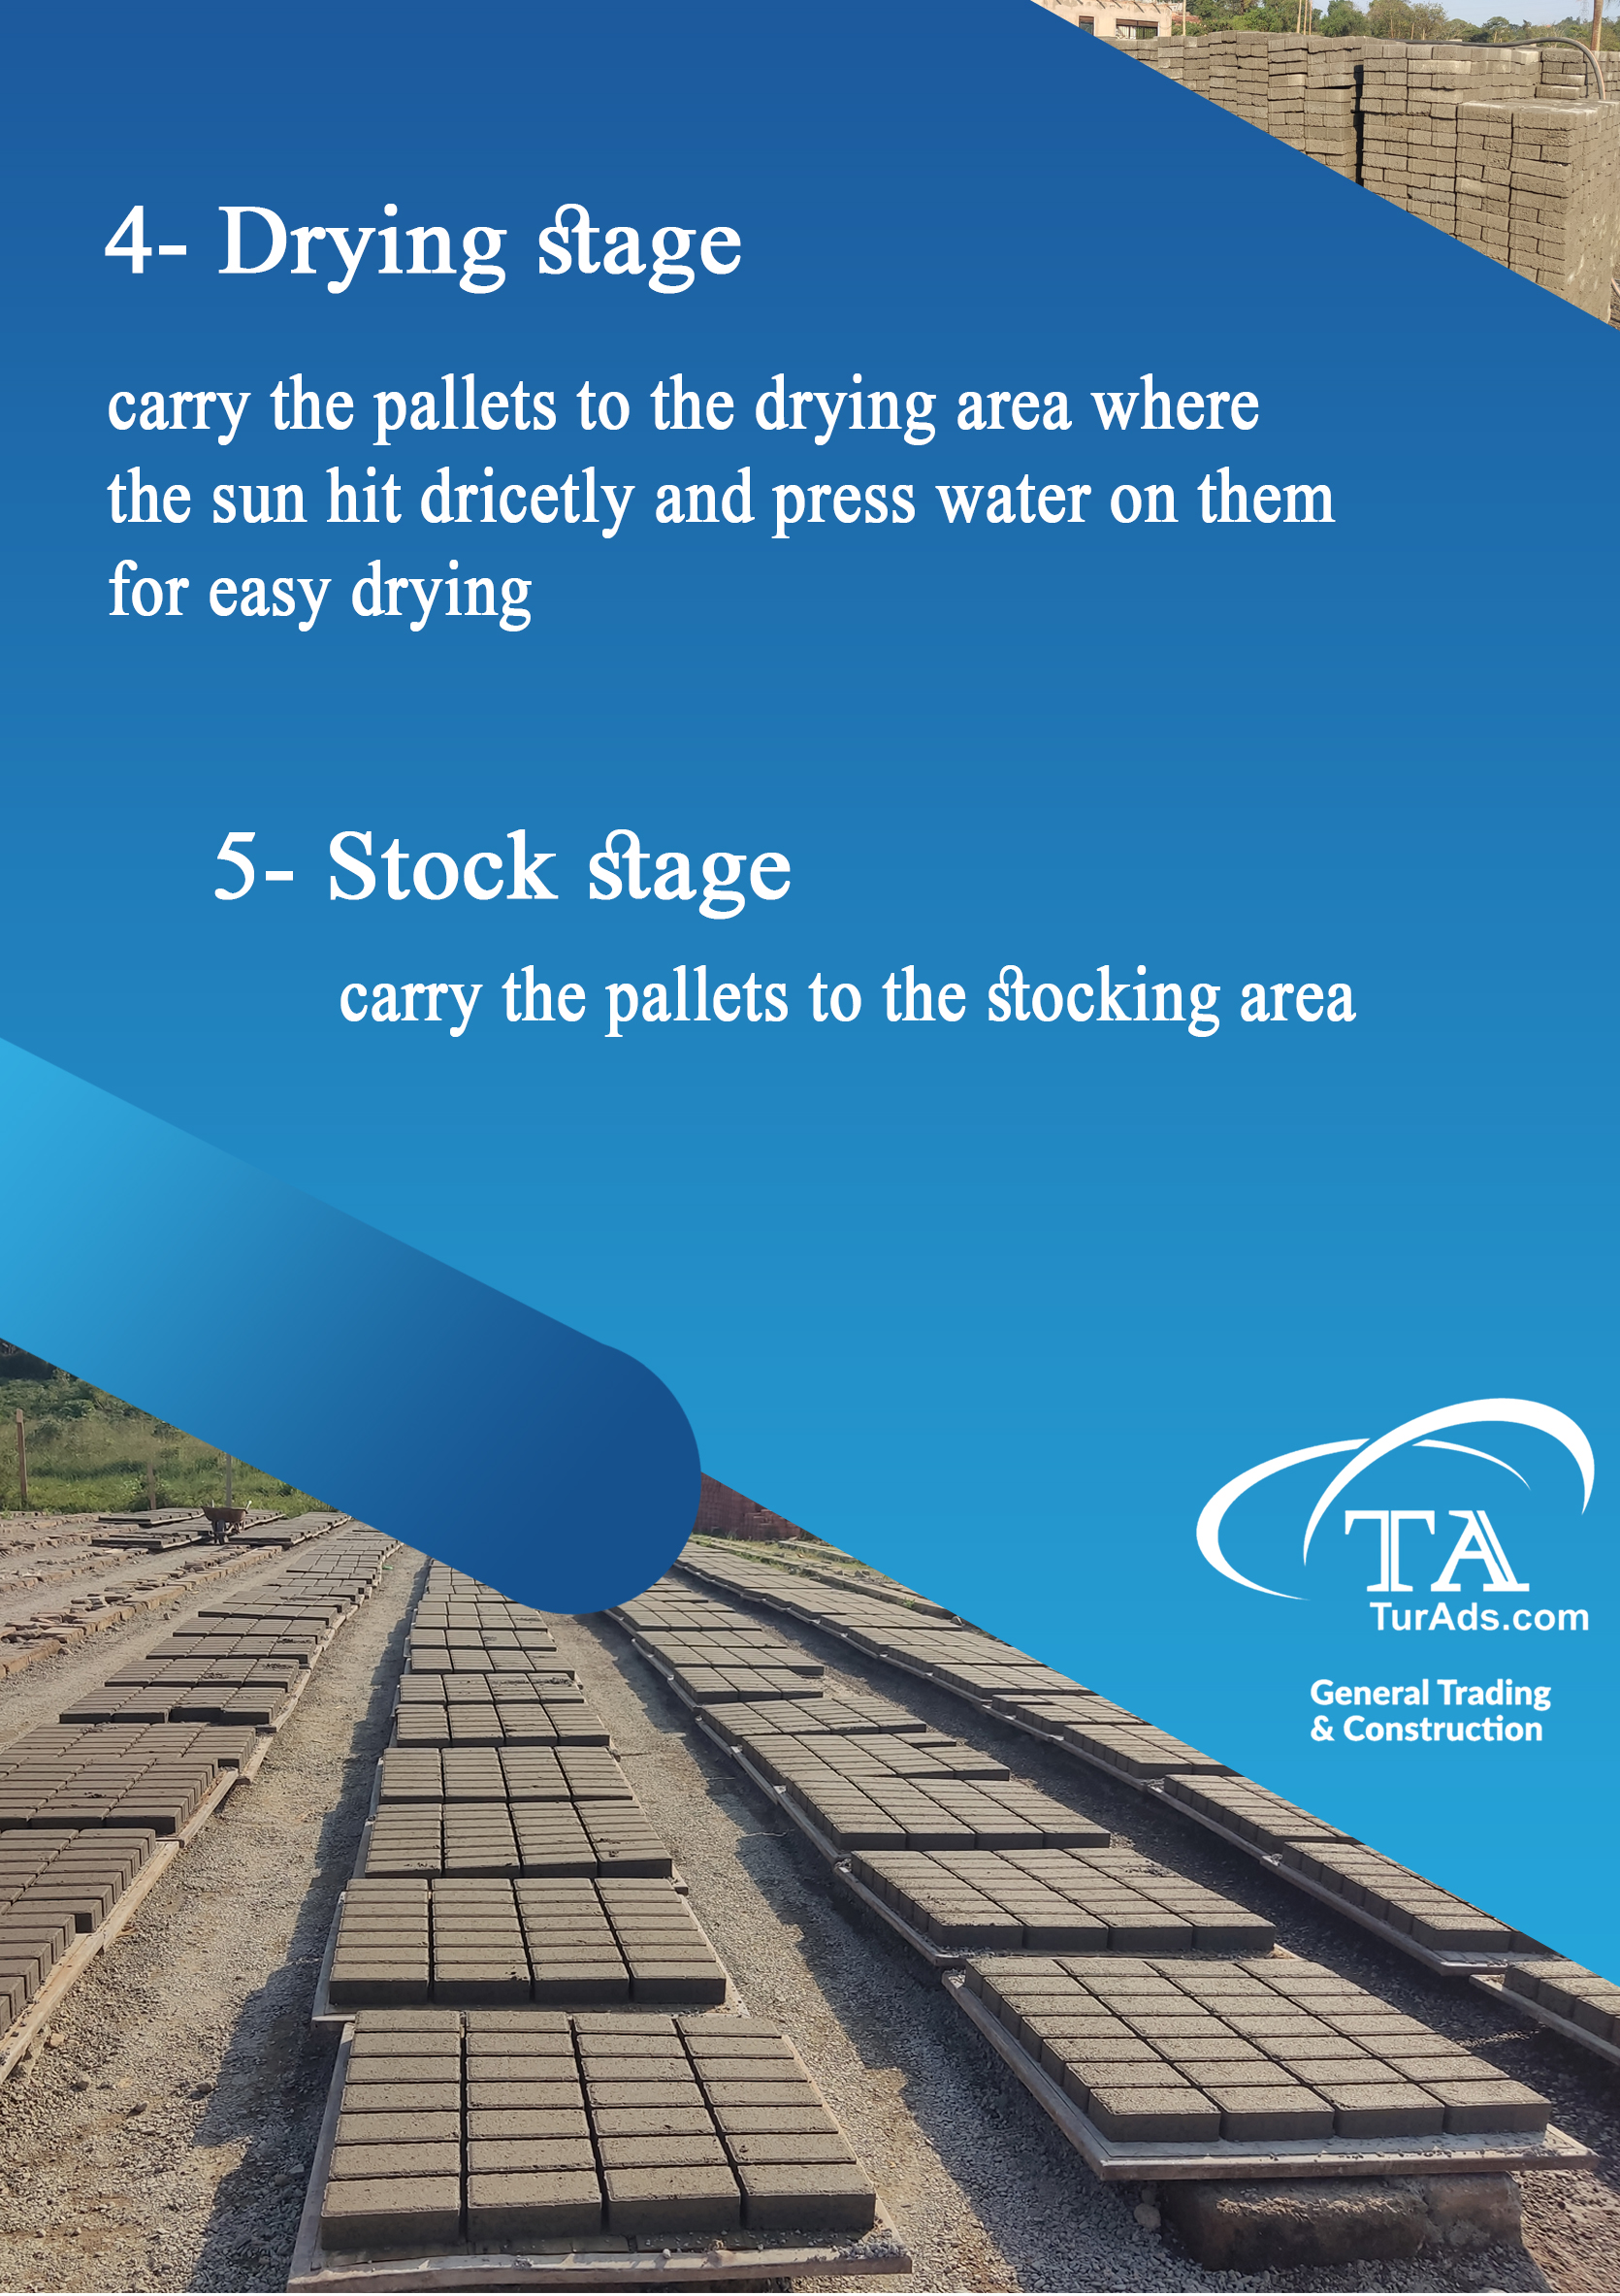 4- Drying stage
carry the pallets to the drying area where
the sun hit dricetly and press water on them
for easy drying
5- Stock stage
carry the pallets to the stocking area
TA
TurAds.com
General Trading
& Construction